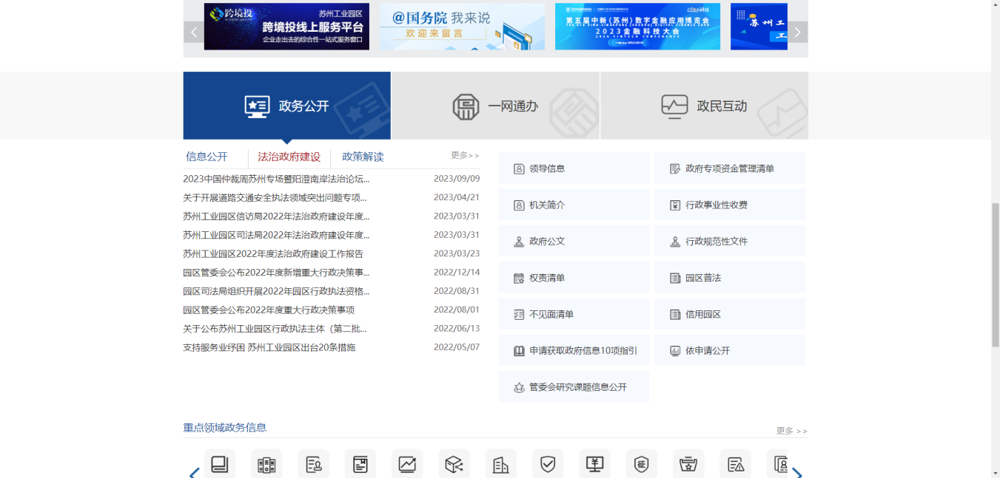 跨境投
苏州工业园区
跨境投线上服务平台
企业走出去的综合性一站式服务窗口
@国务院 我来说
欢迎来留言
第五届中新（苏州）数字金融应用博览会
2023金融科技大会
苏州工
工
政务公开
一网通办
政民互动
信息公开
法治政府建设
政策解读
更多>>
2023中国仲裁周苏州专场暨阳澄南岸法治论坛... 2023/09/09
关于开展道路交通安全执法领域突出问题专项... 2023/04/21
苏州工业园区信访局2022年法治政府建设年度... 2023/03/31
苏州工业园区司法局2022年法治政府建设年度... 2023/03/31
苏州工业园区2022年度法治政府建设工作报告 2023/03/23
园区管委会公布2022年度新增重大行政决策事... 2022/12/14
园区司法局组织开展2022年园区行政执法资格... 2022/08/31
园区管委会公布2022年度重大行政决策事项 2022/08/01
关于公布苏州工业园区行政执法主体（第二批... 2022/06/13
支持服务业纾困 苏州工业园区出台20条措施 2022/05/07
领导信息
政府专项资金管理清单
机关简介
行政事业性收费
政府公文
行政规范性文件
权责清单
园区普法
不见面清单
信用园区
申请获取政府信息10项指引
依申请公开
管委会研究课题信息公开
重点领域政务信息
更多 >>